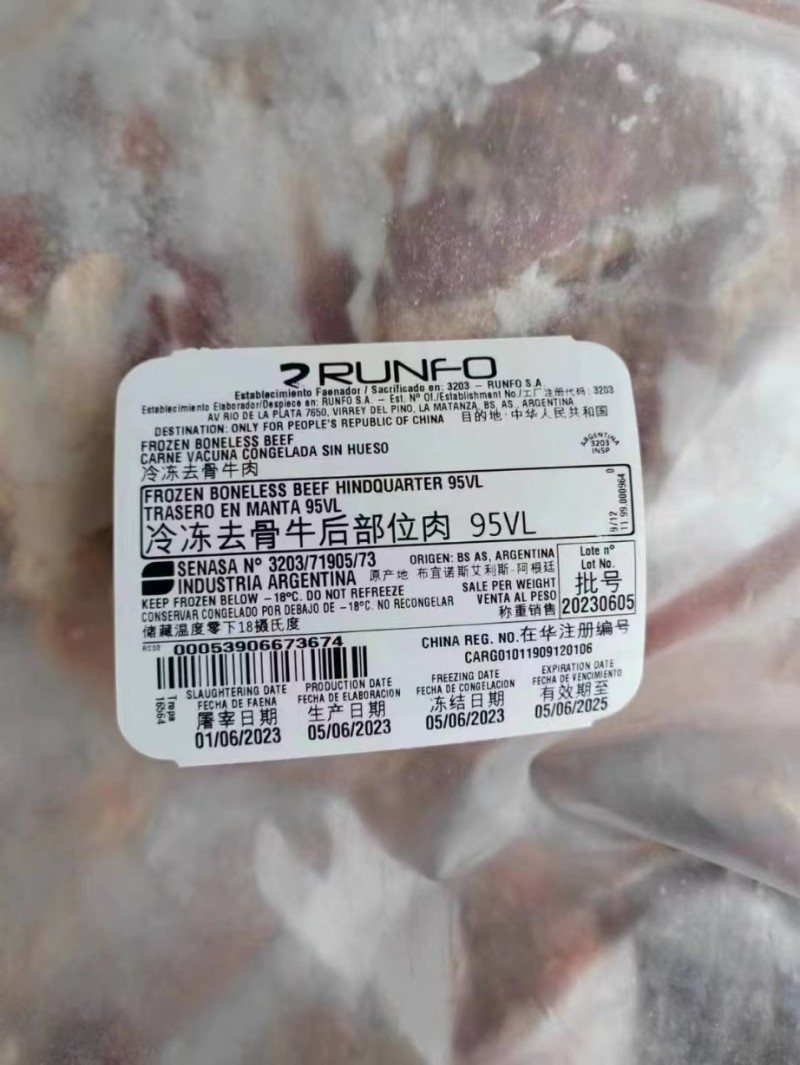 RUNFO
Establecimiento Faenador / Sacrificado en: 3203 - RUNFO S.A.
Establecimiento Elaborador/Despiece en: RUNFO S.A. - Est. Nº Of./Establishment No./工厂注册代码: 3203
AV RIO DE LA PLATA 7650, VIRREY DEL PINO, LA MATANZA, BS, AS, ARGENTINA
DESTINATION: ONLY FOR PEOPLE'S REPUBLIC OF CHINA 目的地·中华人民共和国
FROZEN BONELESS BEEF
CARNE VACUNA CONGELADA SIN HUESO
冷冻去骨牛肉
ARGENTINA
3203
INSP
FROZEN BONELESS BEEF HINDQUARTER 95VL
TRASERO EN MANTA 95VL
冷冻去骨牛后部位肉 95VL
0
9/12
11 99.000964
SENASA Nº 3203/71905/73
INDUSTRIA ARGENTINA
ORIGEN: BS AS, ARGENTINA
原产地 布宜诺斯艾利斯-阿根廷
KEEP FROZEN BELOW -18ºC. DO NOT REFREEZE
CONSERVAR CONGELADO POR DEBAJO DE -18ºC. NO RECONGELAR
储藏温度零下18摄氏度
SALE PER WEIGHT
VENTA AL PESO
称重销售
Lote nº
Lot No.
批号
20230605
00053906673674
CHINA REG. NO.在华注册编号
CARG01011909120106
Tropa
16564
SLAUGHTERING DATE
FECHA DE FAENA
屠宰日期
01/06/2023
PRODUCTION DATE
FECHA DE ELABORACION
生产日期
05/06/2023
FREEZING DATE
FECHA DE CONGELACION
冻结日期
05/06/2023
EXPIRATION DATE
FECHA DE VENCIMIENTO
有效期至
05/06/2025